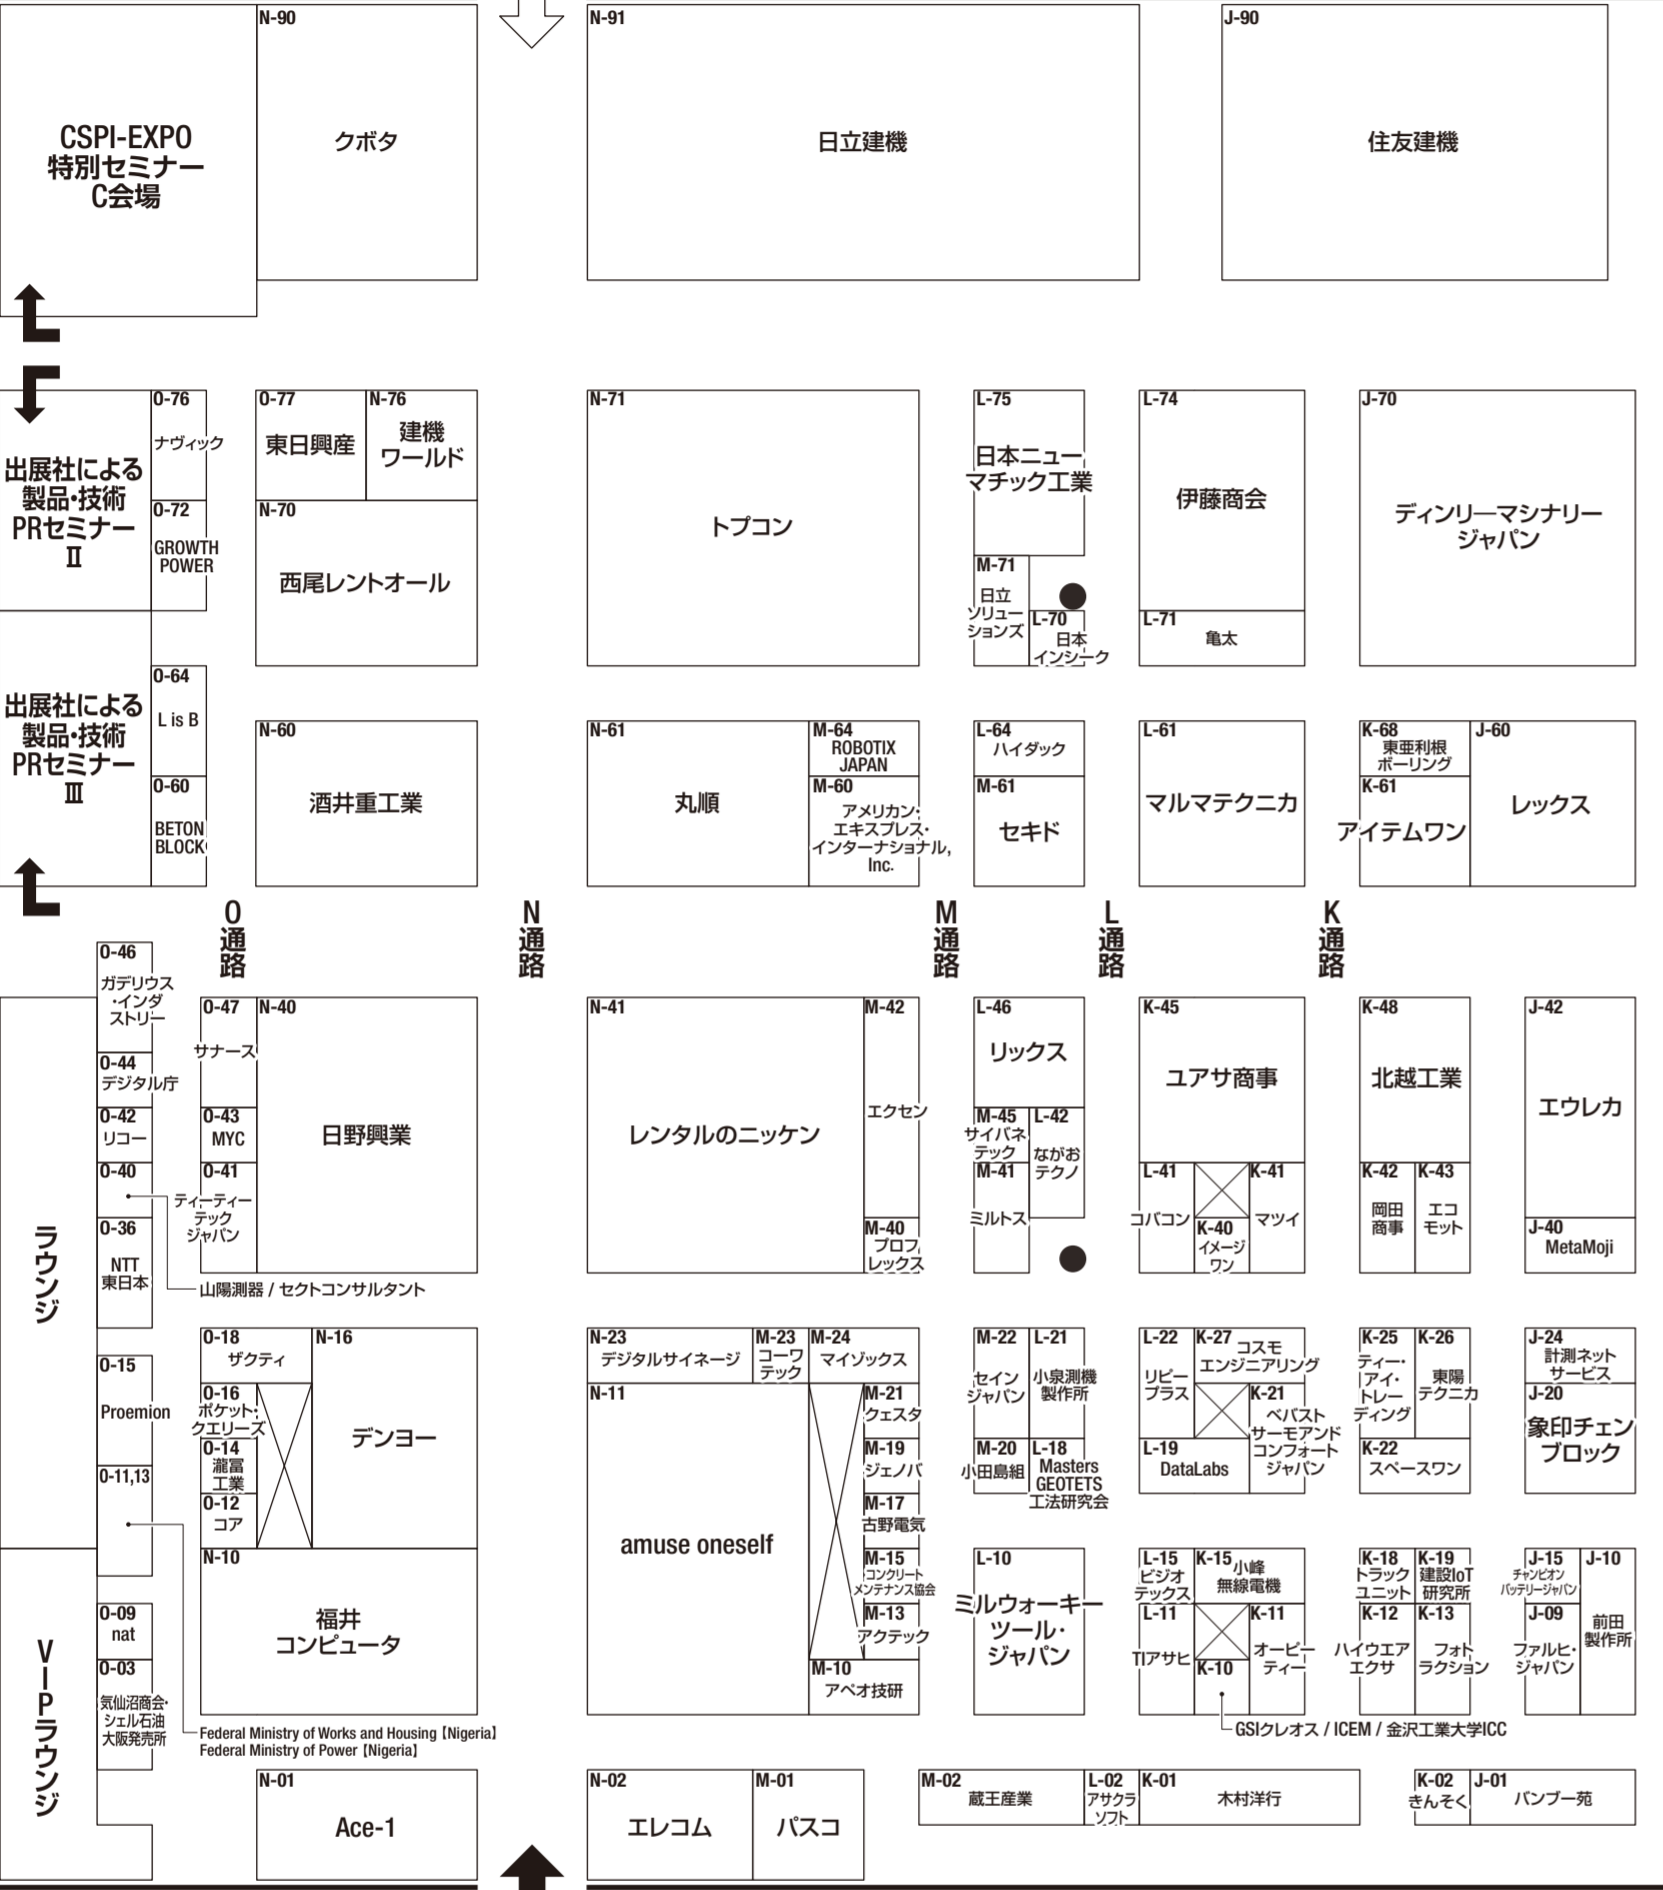 N-90
N-91
J-90
CSPI-EXPO
特別セミナー
C会場
クボタ
日立建機
住友建機
O-76
ナヴィック
O-77
東日興産
N-76
建機
ワールド
N-71
トプコン
L-75
日本ニュー
マチック工業
L-74
伊藤商会
J-70
ディンリーマシナリー
ジャパン
出展社による
製品・技術
PRセミナー
Ⅱ
O-72
GROWTH
POWER
N-70
西尾レントオール
M-71
日立
ソリュー
ションズ
L-70
日本
インシーク
L-71
亀太
出展社による
製品・技術
PRセミナー
Ⅲ
O-64
L is B
O-60
BETON
BLOCK
N-60
酒井重工業
N-61
丸順
M-64
ROBOTIX
JAPAN
M-60
アメリカン・
エキスプレス・
インターナショナル,
Inc.
L-64
ハイダック
M-61
セキド
L-61
マルマテクニカ
K-68
東亜利根
ボーリング
K-61
アイテムワン
J-60
レックス
O通路
N通路
M通路
L通路
K通路
ラウンジ
O-46
ガデリウス
・インダ
ストリー
O-44
デジタル庁
O-42
リコー
O-40
山陽測器 / セクトコンサルタント
O-36
NTT
東日本
O-47
サナース
O-43
MYC
O-41
ティーティー
テック
ジャパン
N-40
日野興業
N-41
レンタルのニッケン
M-42
エクセン
M-40
プロフ
レックス
L-46
リックス
M-45
サイバネ
テック
L-42
ながお
テクノ
M-41
ミルトス
K-45
ユアサ商事
L-41
コバコン
K-41
マツイ
K-40
イメージ
ワン
K-48
北越工業
K-42
岡田
商事
K-43
エコ
モット
J-42
エウレカ
J-40
MetaMoji
O-15
Proemion
O-11,13
Federal Ministry of Works and Housing【Nigeria】
Federal Ministry of Power【Nigeria】
O-18
ザクティ
N-16
デンヨー
O-16
ポケット・
クエリーズ
O-14
瀧冨
工業
O-12
コア
N-10
福井
コンピュータ
N-23
デジタルサイネージ
M-23
コーワ
テック
M-24
マイゾックス
N-11
amuse oneself
M-21
クェスタ
M-19
ジェノバ
M-17
古野電気
M-15
コンクリート
メンテナンス協会
M-13
アクテック
M-10
アペオ技研
M-22
セイン
ジャパン
L-21
小泉測機
製作所
M-20
小田島組
L-18
Masters
GEOTETS
工法研究会
L-10
ミルウォーキー
ツール・
ジャパン
L-22
リビー
プラス
K-27
コスモ
エンジニアリング
K-21
ベバスト
サーモアンド
コンフォート
ジャパン
L-19
DataLabs
L-15
ビジオ
テックス
K-15
小峰
無線電機
L-11
TIアサヒ
K-11
オーピー
ティー
K-10
GSIクレオス / ICEM / 金沢工業大学ICC
K-25
ティー・
アイ・
トレー
ディング
K-26
東陽
テクニカ
K-22
スペースワン
K-18
トラック
ユニット
K-19
建設IoT
研究所
K-12
ハイウエア
エクサ
K-13
フォト
ラクション
J-24
計測ネット
サービス
J-20
象印チェン
ブロック
J-15
チャンピオン
バッテリージャパン
J-10
前田
製作所
J-09
ファルヒ・
ジャパン
VIPラウンジ
O-09
nat
O-03
気仙沼商会・
シェル石油
大阪発売所
N-01
Ace-1
N-02
エレコム
M-01
パスコ
M-02
蔵王産業
L-02
アサクラ
ソフト
K-01
木村洋行
K-02
きんそく
J-01
バンブー苑